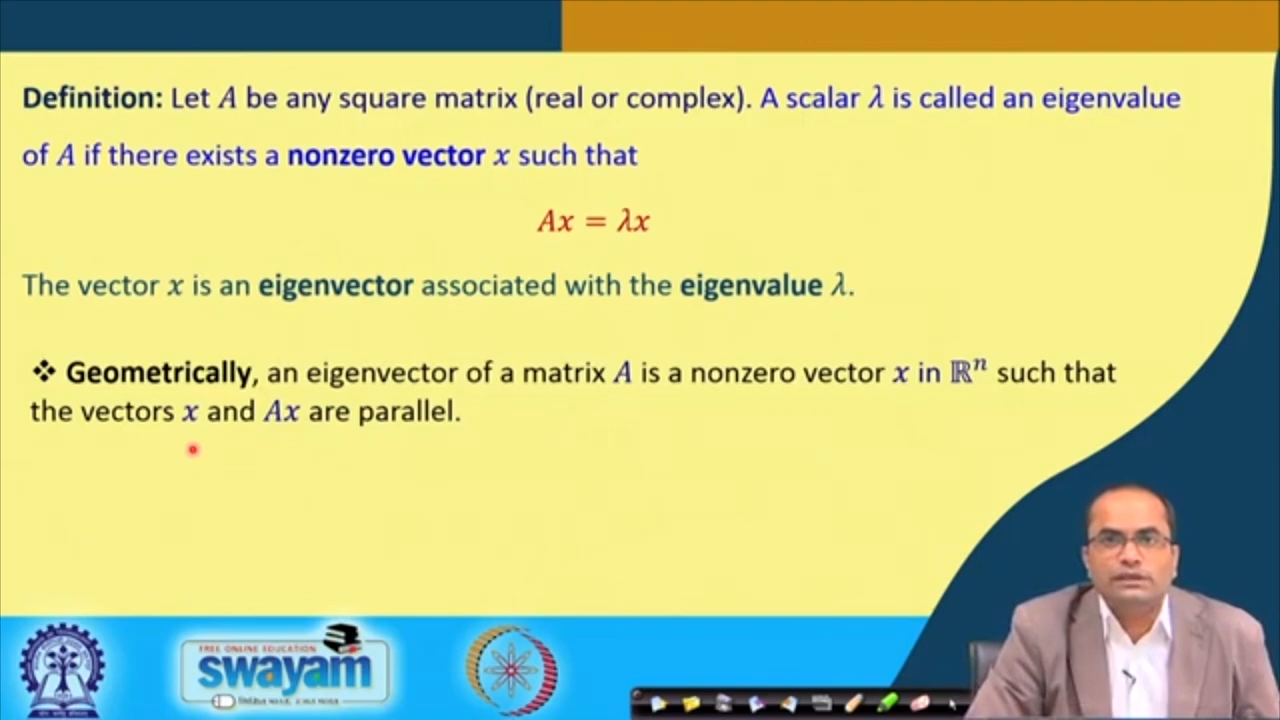 Definition: Let A be any square matrix (real or complex). A scalar λ is called an eigenvalue
of A if there exists a nonzero vector x such that
Ax = λx
The vector x is an eigenvector associated with the eigenvalue λ.
❖ Geometrically, an eigenvector of a matrix A is a nonzero vector x in ℝⁿ such that
the vectors x and Ax are parallel.
FREE ONLINE EDUCATION
swayam